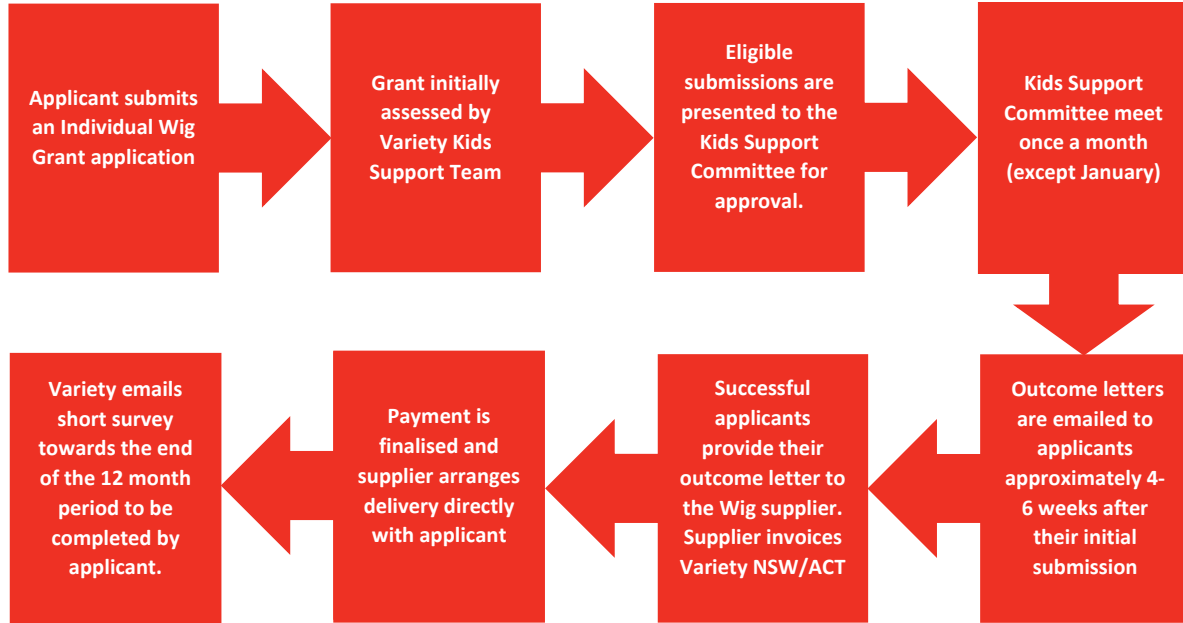 Applicant submits
an Individual Wig
Grant application
Grant initially
assessed by
Variety Kids
Support Team
Eligible
submissions are
presented to the
Kids Support
Committee for
approval.
Kids Support
Committee meet
once a month
(except January)
Outcome letters
are emailed to
applicants
approximately 4-
6 weeks after
their initial
submission
Successful
applicants
provide their
outcome letter to
the Wig supplier.
Supplier invoices
Variety NSW/ACT
Payment is
finalised and
supplier arranges
delivery directly
with applicant
Variety emails
short survey
towards the end
of the 12 month
period to be
completed by
applicant.